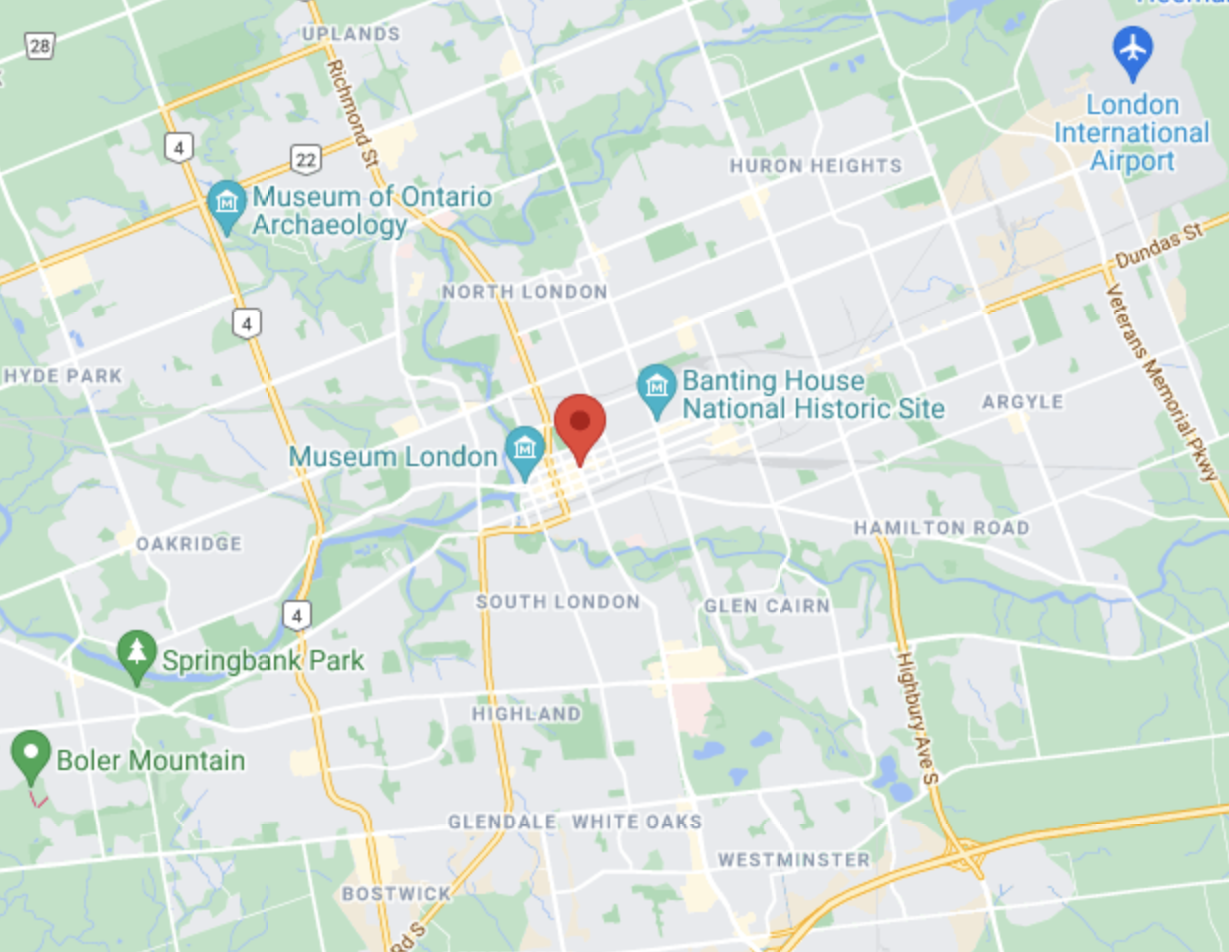 28
UPLANDS
Richmond St
4
22
London
International
Airport
HURON HEIGHTS
Museum of Ontario
Archaeology
Dundas St
NORTH LONDON
4
Veterans Memorial Pkwy
HYDE PARK
Banting House
National Historic Site
ARGYLE
Museum London
OAKRIDGE
HAMILTON ROAD
4
SOUTH LONDON
GLEN CAIRN
Springbank Park
Highbury Ave S
HIGHLAND
Boler Mountain
GLENDALE
WHITE OAKS
WESTMINSTER
BOSTWICK
Rd S